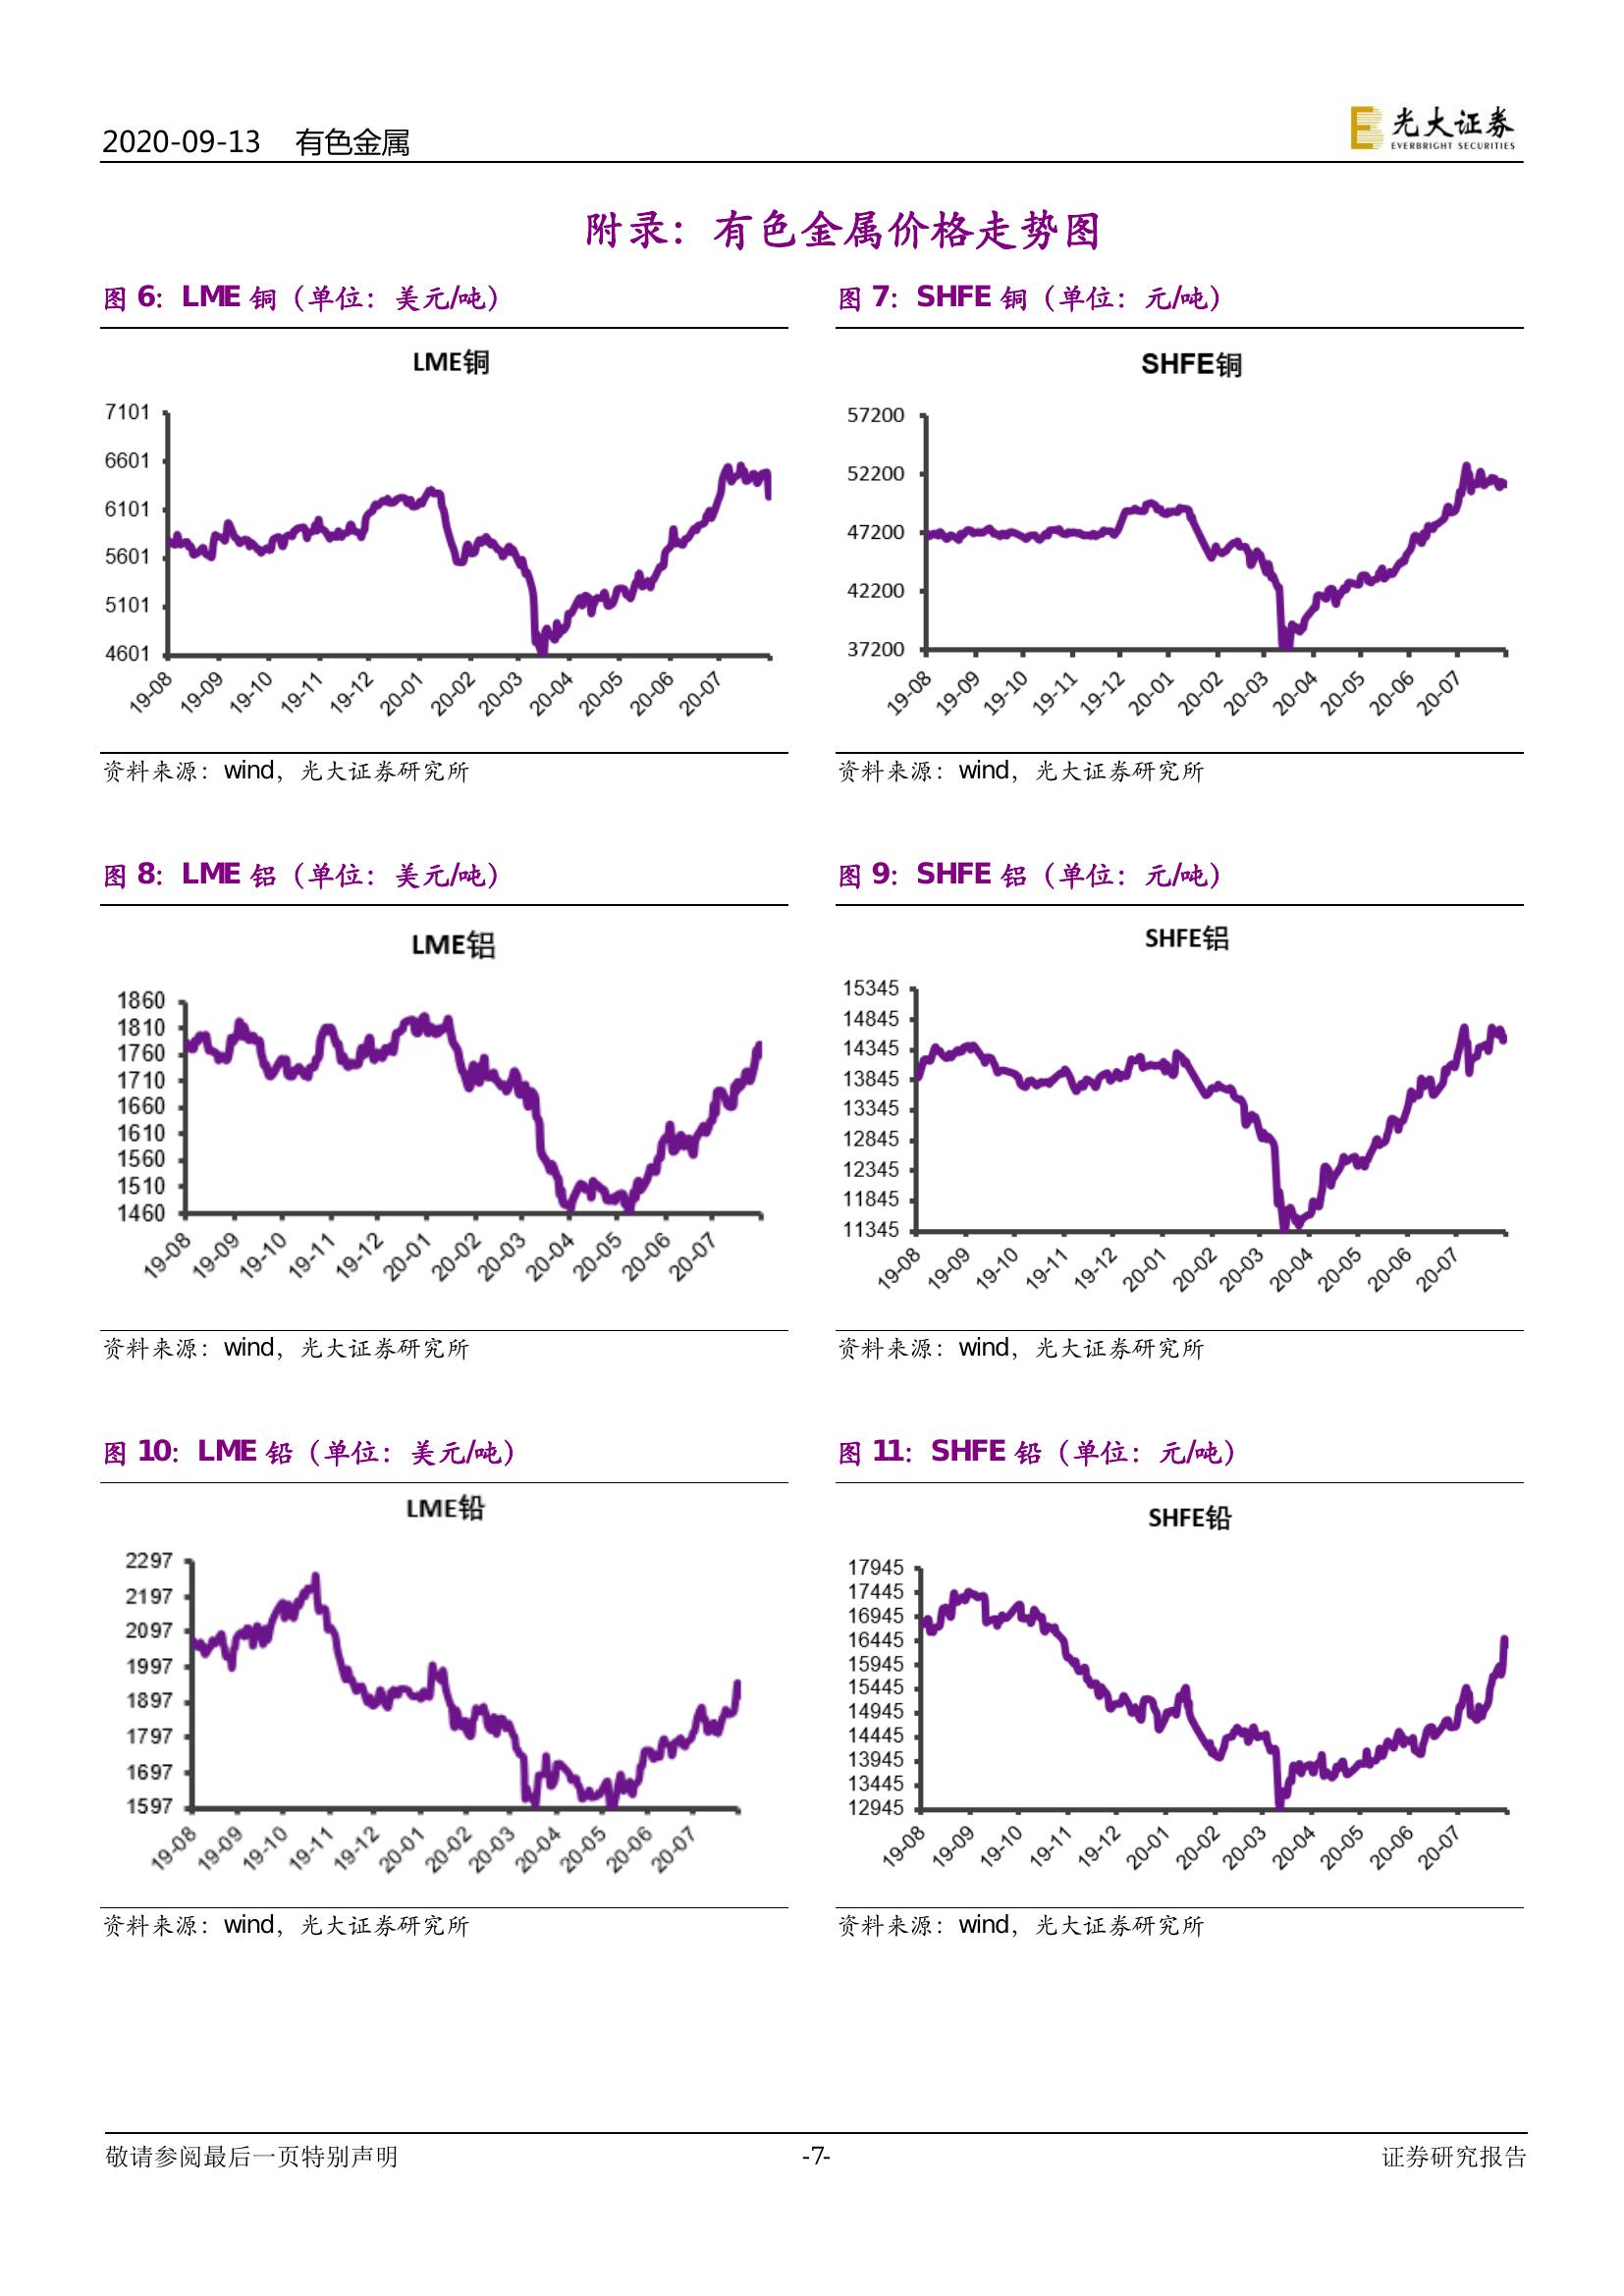 2020-09-13 有色金属
光大证券
EVERBRIGHT SECURITIES
附录：有色金属价格走势图
图 6：LME 铜（单位：美元/吨）
LME铜
7101
6601
6101
5601
5101
4601
19-08 19-09 19-10 19-11 19-12 20-01 20-02 20-03 20-04 20-05 20-06 20-07
资料来源：wind，光大证券研究所
图 7：SHFE 铜（单位：元/吨）
SHFE铜
57200
52200
47200
42200
37200
19-08 19-09 19-10 19-11 19-12 20-01 20-02 20-03 20-04 20-05 20-06 20-07
资料来源：wind，光大证券研究所
图 8：LME 铝（单位：美元/吨）
LME铝
1860
1810
1760
1710
1660
1610
1560
1510
1460
19-08 19-09 19-10 19-11 19-12 20-01 20-02 20-03 20-04 20-05 20-06 20-07
资料来源：wind，光大证券研究所
图 9：SHFE 铝（单位：元/吨）
SHFE铝
15345
14845
14345
13845
13345
12845
12345
11845
11345
19-08 19-09 19-10 19-11 19-12 20-01 20-02 20-03 20-04 20-05 20-06 20-07
资料来源：wind，光大证券研究所
图 10：LME 铅（单位：美元/吨）
LME铅
2297
2197
2097
1997
1897
1797
1697
1597
19-08 19-09 19-10 19-11 19-12 20-01 20-02 20-03 20-04 20-05 20-06 20-07
资料来源：wind，光大证券研究所
图 11：SHFE 铅（单位：元/吨）
SHFE铅
17945
17445
16945
16445
15945
15445
14945
14445
13945
13445
12945
19-08 19-09 19-10 19-11 19-12 20-01 20-02 20-03 20-04 20-05 20-06 20-07
资料来源：wind，光大证券研究所
敬请参阅最后一页特别声明 -7- 证券研究报告